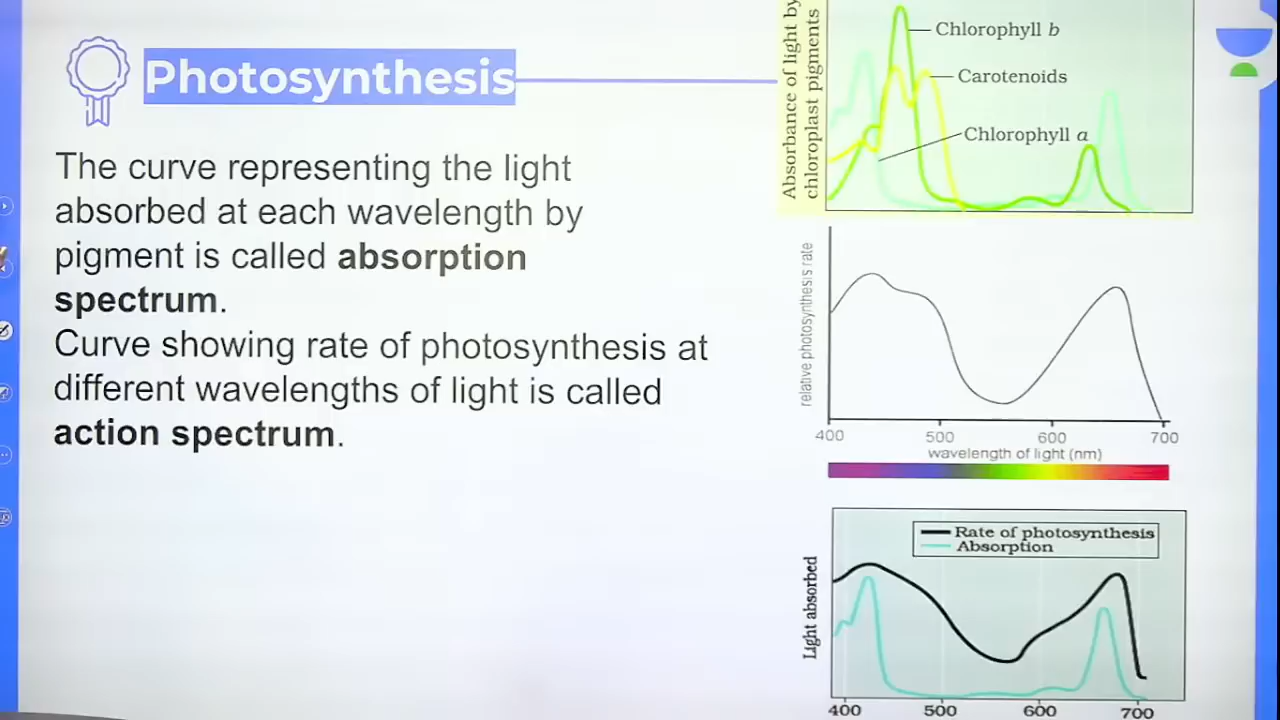 Photosynthesis
The curve representing the light
absorbed at each wavelength by
pigment is called absorption
spectrum.
Curve showing rate of photosynthesis at
different wavelengths of light is called
action spectrum.
Absorbance of light by
chloroplast pigments
Chlorophyll b
Carotenoids
Chlorophyll a
relative photosynthesis rate
400 500 600 700
wavelength of light (nm)
Light absorbed
Rate of photosynthesis
Absorption
400 500 600 700